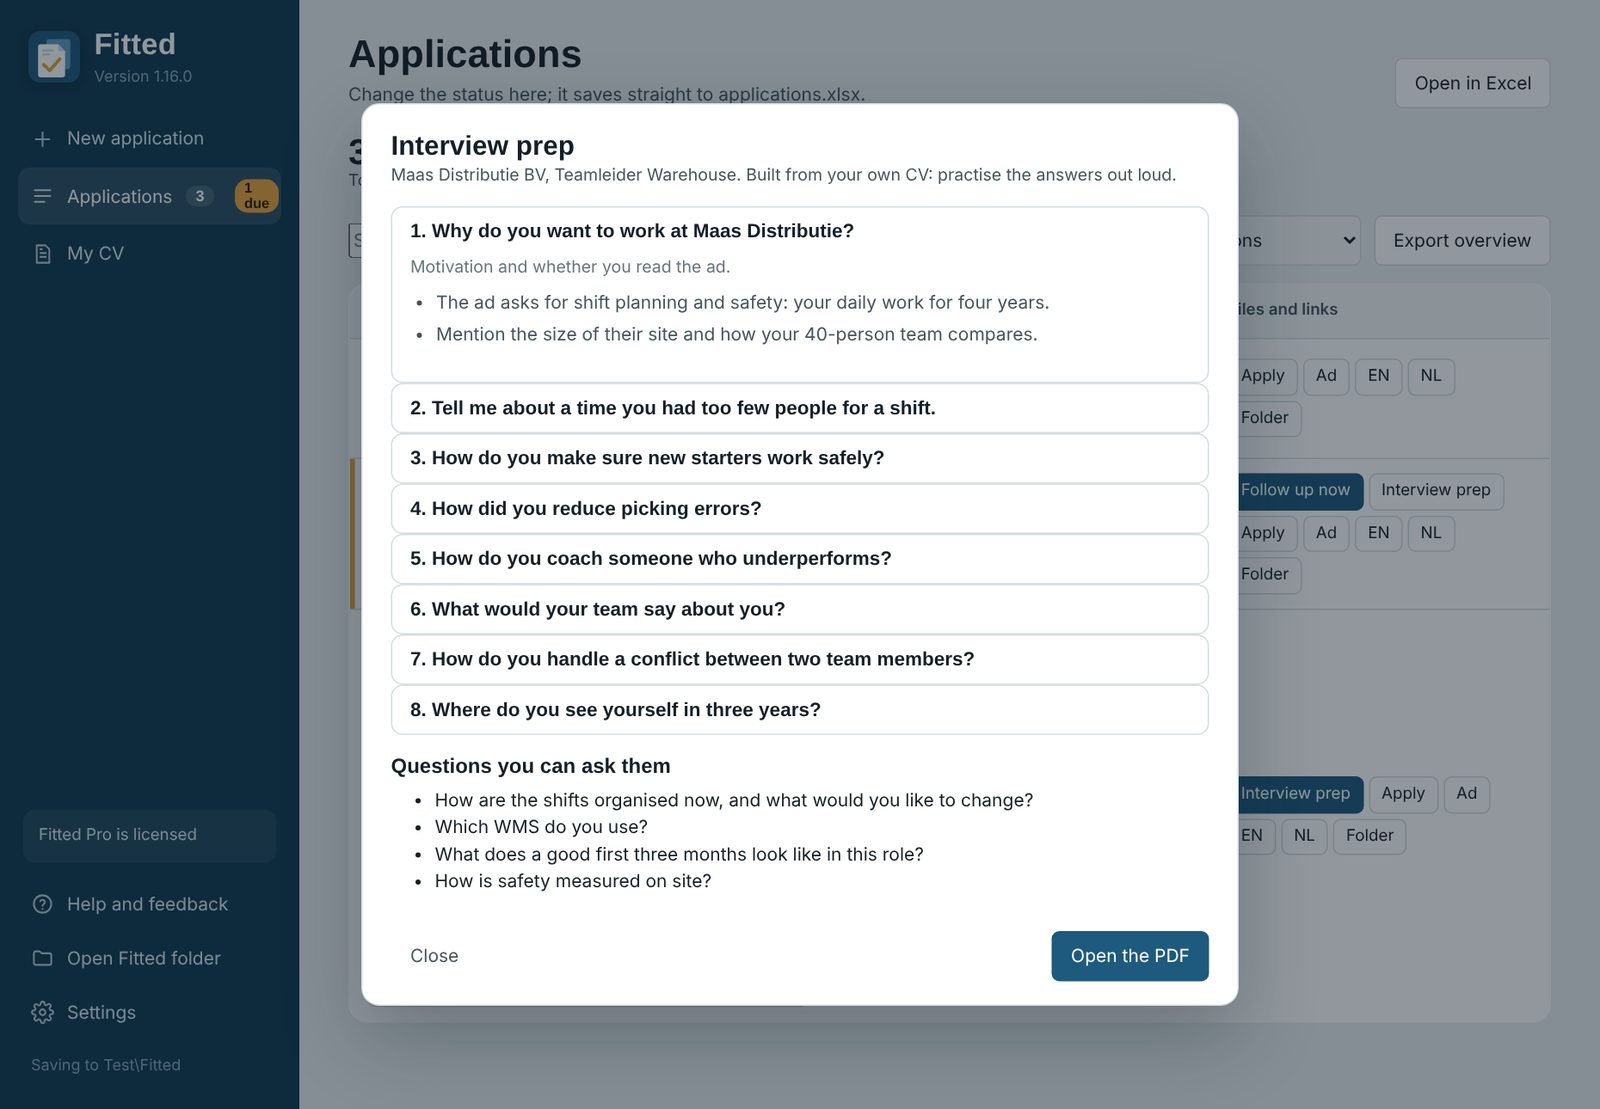 Fitted
Version 1.16.0
New application
Applications 3 1 due
My CV
Fitted Pro is licensed
Help and feedback
Open Fitted folder
Settings
Saving to Test\Fitted
Applications
Change the status here; it saves straight to applications.xlsx.
Open in Excel
3
Export overview
Interview prep
Maas Distributie BV, Teamleider Warehouse. Built from your own CV: practise the answers out loud.
1. Why do you want to work at Maas Distributie?
Motivation and whether you read the ad.
• The ad asks for shift planning and safety: your daily work for four years.
• Mention the size of their site and how your 40-person team compares.
2. Tell me about a time you had too few people for a shift.
3. How do you make sure new starters work safely?
4. How did you reduce picking errors?
5. How do you coach someone who underperforms?
6. What would your team say about you?
7. How do you handle a conflict between two team members?
8. Where do you see yourself in three years?
Questions you can ask them
• How are the shifts organised now, and what would you like to change?
• Which WMS do you use?
• What does a good first three months look like in this role?
• How is safety measured on site?
Close
Open the PDF
and links
Apply Ad EN NL
Folder
Follow up now Interview prep
Apply Ad EN NL
Folder
Interview prep Apply Ad
EN NL Folder